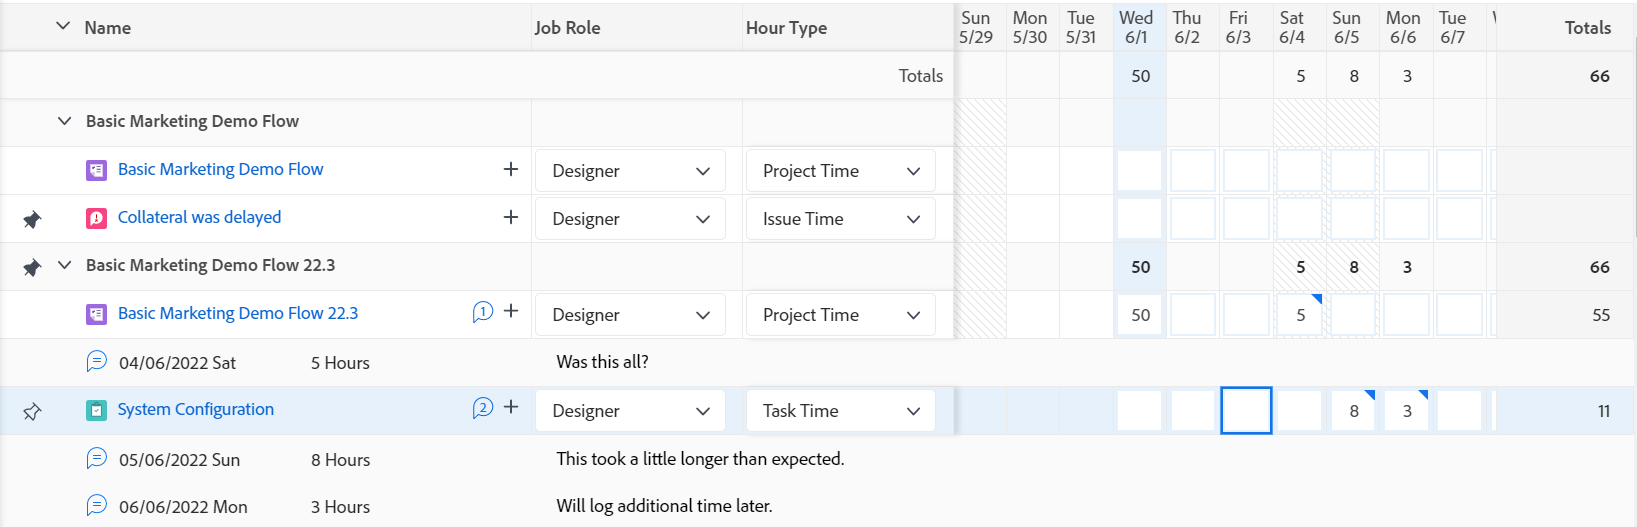 Name Job Role Hour Type Sun 5/29 Mon 5/30 Tue 5/31 Wed 6/1 Thu 6/2 Fri 6/3 Sat 6/4 Sun 6/5 Mon 6/6 Tue 6/7 Totals
Totals 50 5 8 3 66
Basic Marketing Demo Flow
Basic Marketing Demo Flow Designer Project Time
Collateral was delayed Designer Issue Time
Basic Marketing Demo Flow 22.3 50 5 8 3 66
Basic Marketing Demo Flow 22.3 1 Designer Project Time 50 5 55
04/06/2022 Sat 5 Hours Was this all?
System Configuration 2 Designer Task Time 8 3 11
05/06/2022 Sun 8 Hours This took a little longer than expected.
06/06/2022 Mon 3 Hours Will log additional time later.